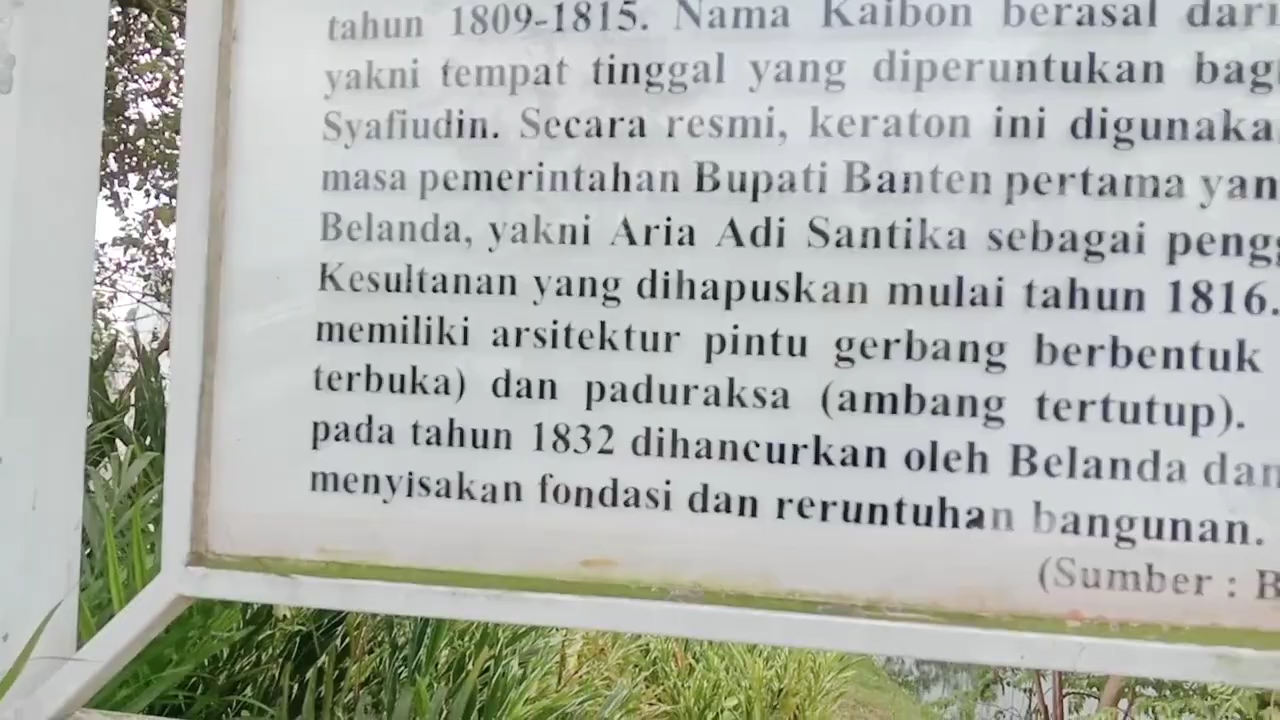 tahun 1809-1815. Nama Kaibon berasal dari
yakni tempat tinggal yang diperuntukan bag
Syafiudin. Secara resmi, keraton ini digunaka
masa pemerintahan Bupati Banten pertama yan
Belanda, yakni Aria Adi Santika sebagai pengg
Kesultanan yang dihapuskan mulai tahun 1816.
memiliki arsitektur pintu gerbang berbentuk
terbuka) dan paduraksa (ambang tertutup).
pada tahun 1832 dihancurkan oleh Belanda dan
menyisakan fondasi dan reruntuhan bangunan.
(Sumber : B